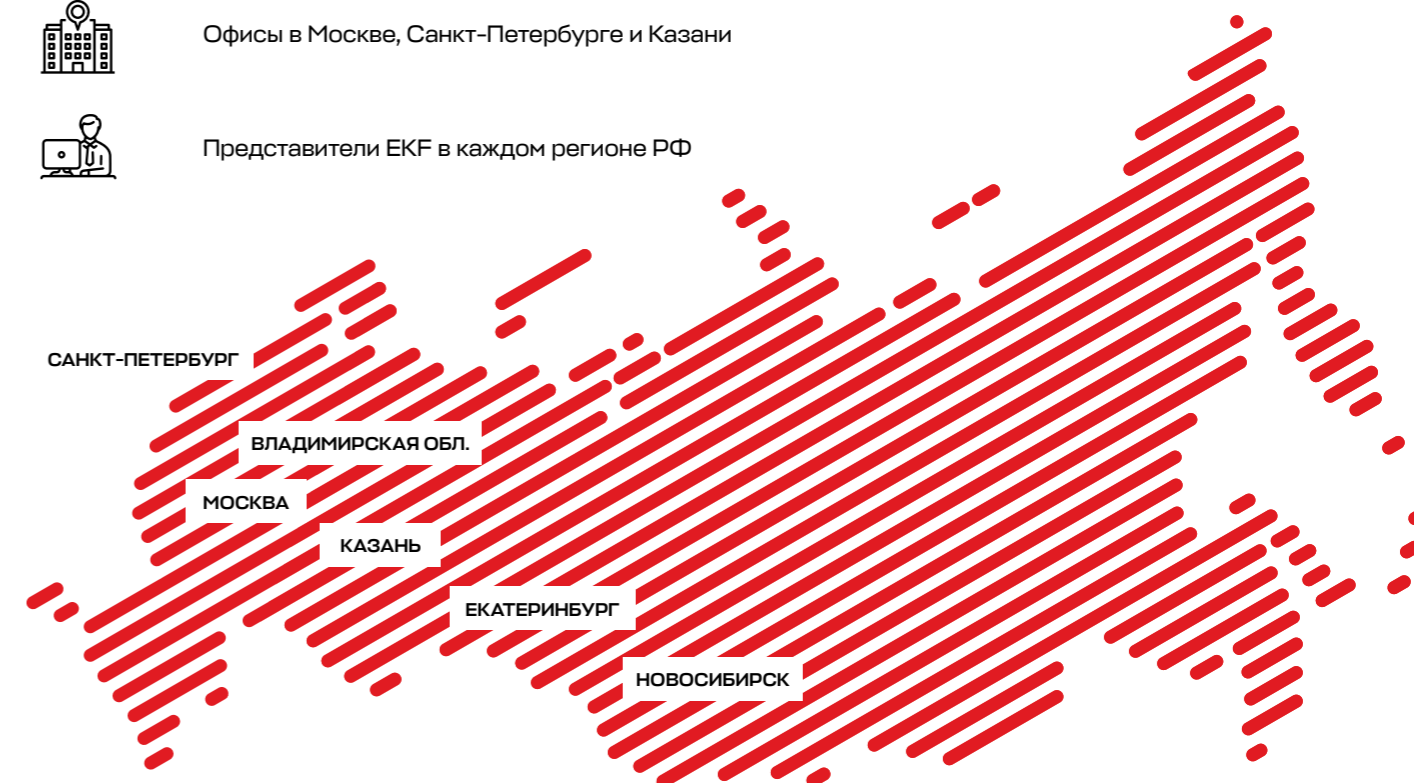 Офисы в Москве, Санкт-Петербурге и Казани
Представители EKF в каждом регионе РФ
САНКТ-ПЕТЕРБУРГ
ВЛАДИМИРСКАЯ ОБЛ.
МОСКВА
КАЗАНЬ
ЕКАТЕРИНБУРГ
НОВОСИБИРСК